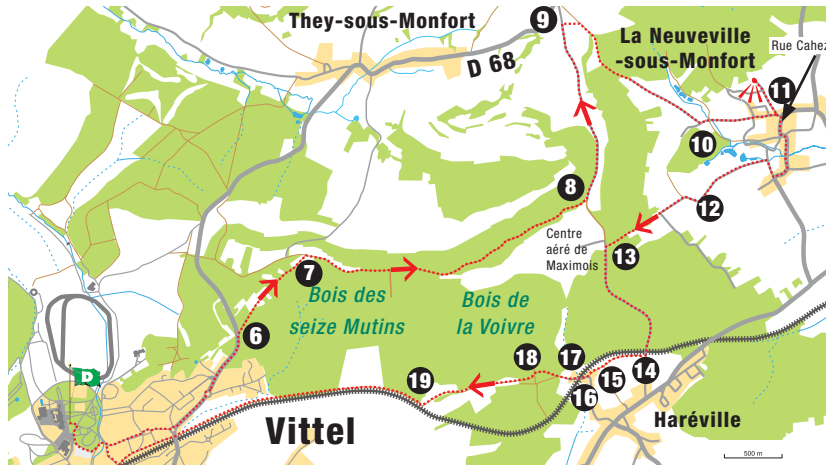 They-sous-Monfort
9
La Neuveville
-sous-Monfort
D 68
Rue Cahez
11
10
8
12
Centre
aéré de
Maximois
13
7
Bois des
seize Mutins
Bois de
la Voivre
6
D
18
17
14
15
16
19
Haréville
Vittel
500 m